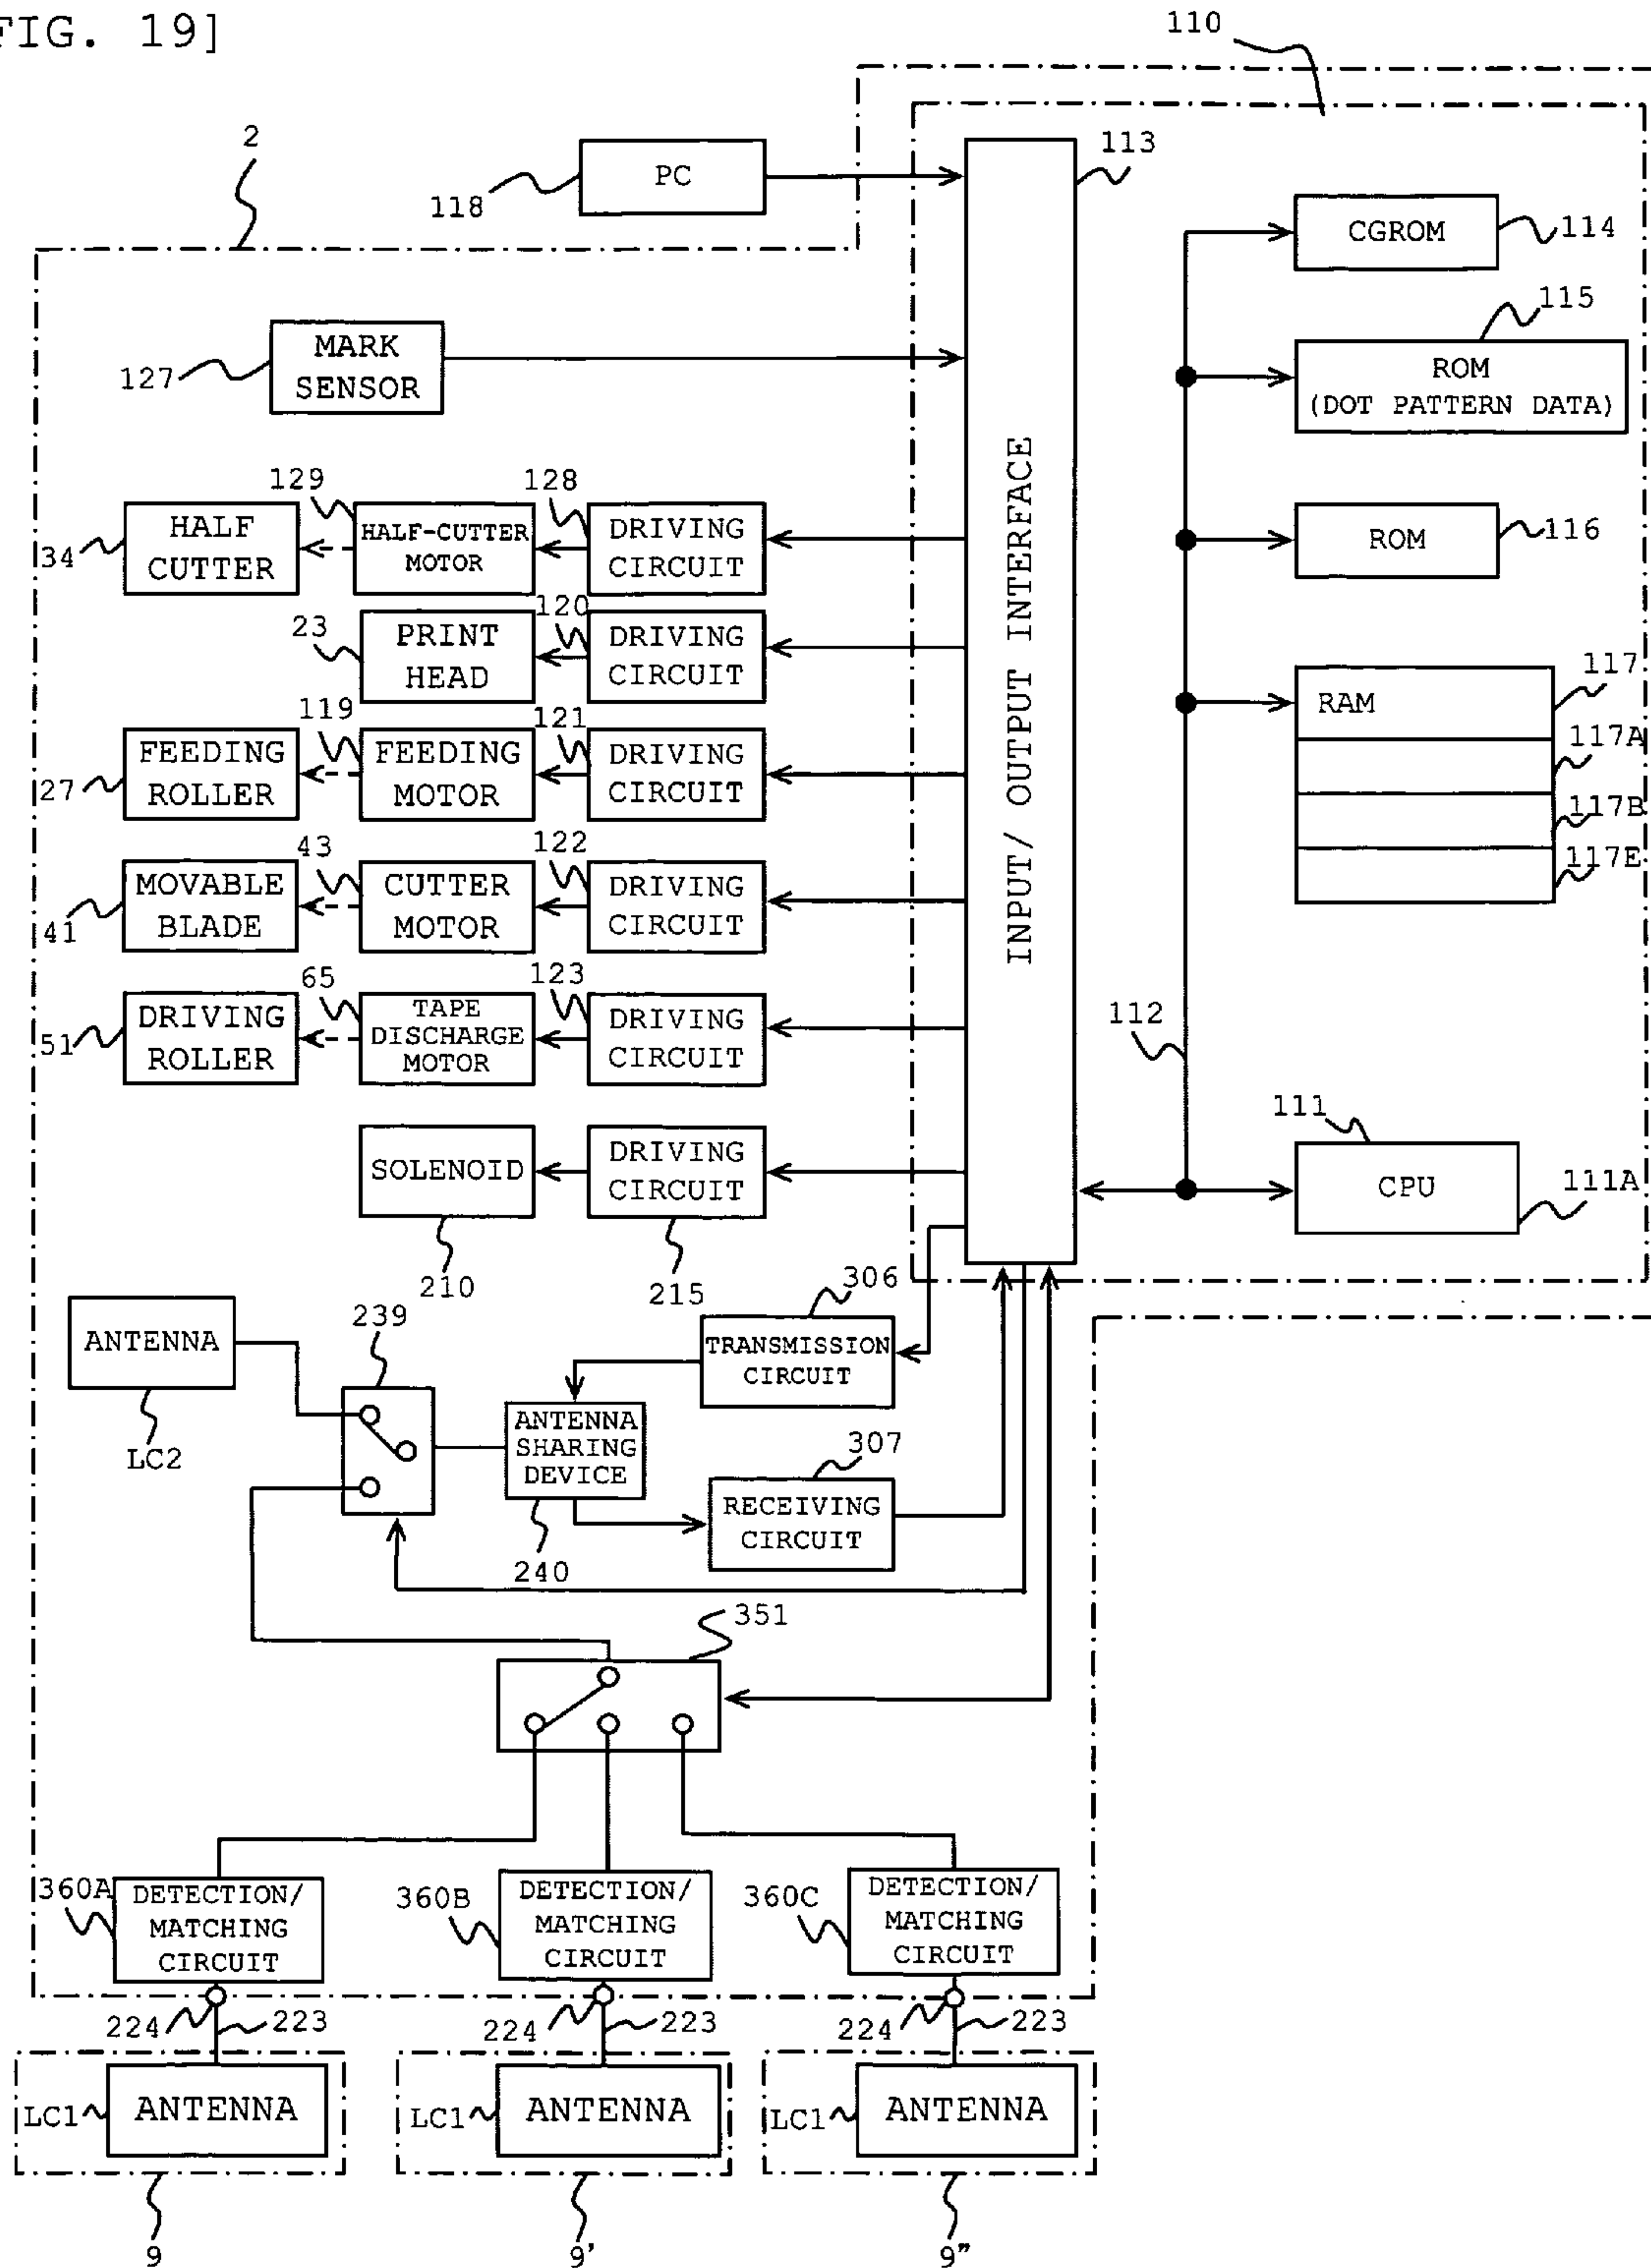 FIG. 19]
110
2
PC
118
113
CGROM
114
115
MARK
SENSOR
127
ROM
(DOT PATTERN DATA)
INPUT/ OUTPUT INTERFACE
129
128
HALF
CUTTER
34
HALF-CUTTER
MOTOR
DRIVING
CIRCUIT
ROM
116
23
120
PRINT
HEAD
DRIVING
CIRCUIT
RAM
117
117A
117B
117E
119
121
FEEDING
ROLLER
27
FEEDING
MOTOR
DRIVING
CIRCUIT
43
122
MOVABLE
BLADE
41
CUTTER
MOTOR
DRIVING
CIRCUIT
65
123
DRIVING
ROLLER
51
TAPE
DISCHARGE
MOTOR
DRIVING
CIRCUIT
112
111
CPU
111A
SOLENOID
DRIVING
CIRCUIT
210
215
306
ANTENNA
LC2
239
TRANSMISSION
CIRCUIT
ANTENNA
SHARING
DEVICE
240
307
RECEIVING
CIRCUIT
351
360A
DETECTION/
MATCHING
CIRCUIT
360B
DETECTION/
MATCHING
CIRCUIT
360C
DETECTION/
MATCHING
CIRCUIT
224
223
224
223
224
223
LC1
ANTENNA
LC1
ANTENNA
LC1
ANTENNA
9
9'
9"